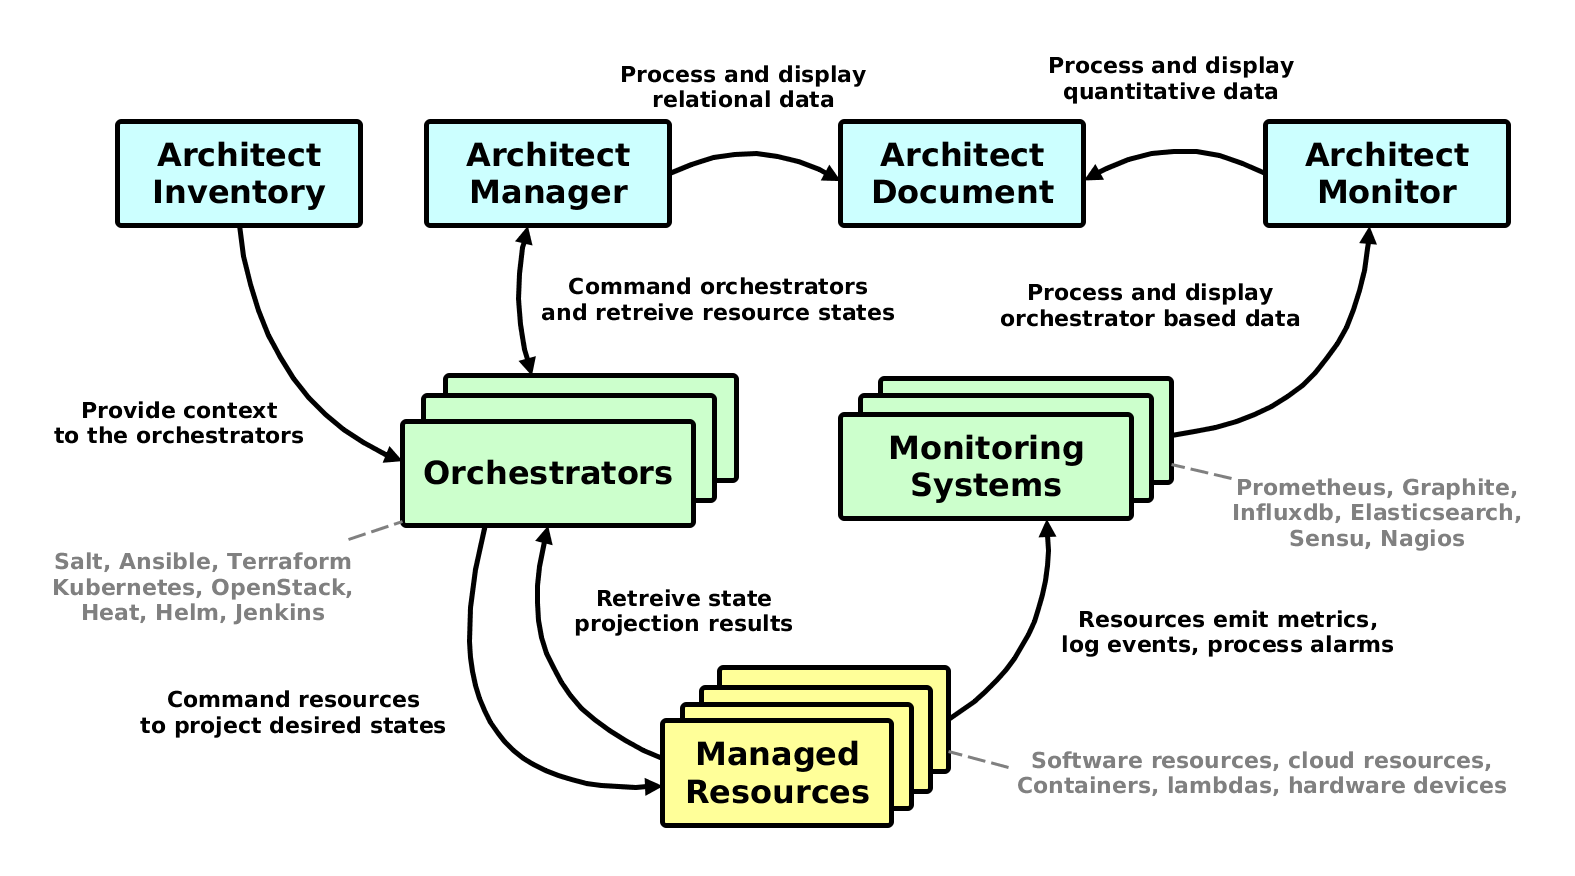 Process and display
relational data
Process and display
quantitative data
Architect
Inventory
Architect
Manager
Architect
Document
Architect
Monitor
Command orchestrators
and retreive resource states
Process and display
orchestrator based data
Provide context
to the orchestrators
Orchestrators
Monitoring
Systems
Prometheus, Graphite,
Influxdb, Elasticsearch,
Sensu, Nagios
Salt, Ansible, Terraform
Kubernetes, OpenStack,
Heat, Helm, Jenkins
Retreive state
projection results
Resources emit metrics,
log events, process alarms
Command resources
to project desired states
Managed
Resources
Software resources, cloud resources,
Containers, lambdas, hardware devices